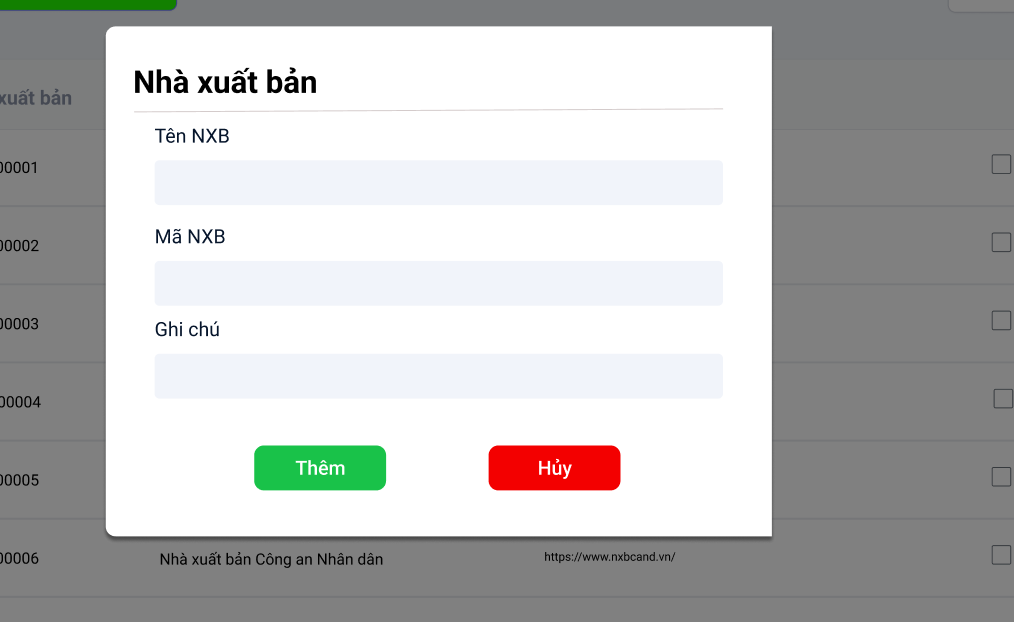 Nhà xuất bản
xuất bản
Tên NXB
00001
Mã NXB
00002
Ghi chú
00003
00004
Thêm Hủy
00005
00006 Nhà xuất bản Công an Nhân dân https://www.nxbcand.vn/